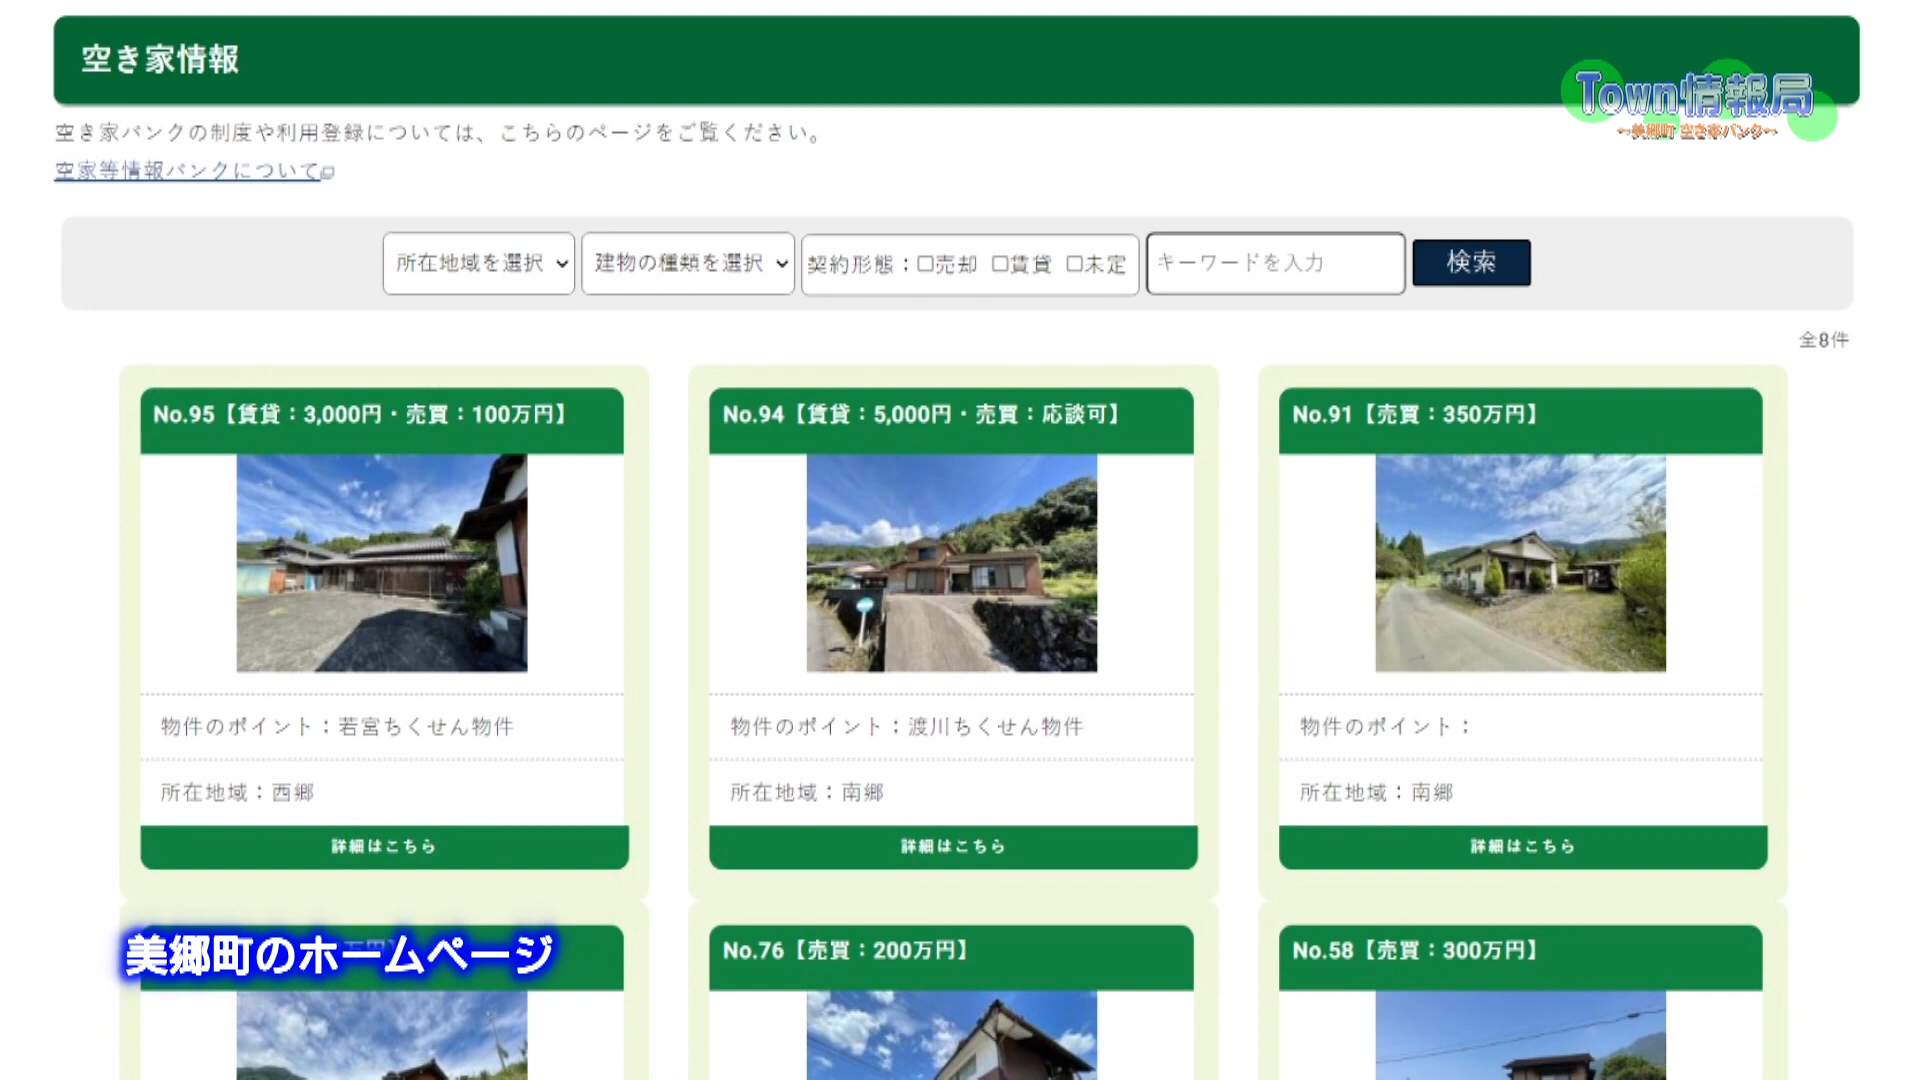 空き家情報
Town情報局
〜美郷町 空き家バンク〜
空き家バンクの制度や利用登録については、こちらのページをご覧ください。
空家等情報バンクについて
所在地域を選択
建物の種類を選択
契約形態：□売却 □賃貸 □未定
キーワードを入力
検索
全8件
No.95【賃貸：3,000円・売買：100万円】
物件のポイント：若宮ちくせん物件
所在地域：西郷
詳細はこちら
No.94【賃貸：5,000円・売買：応談可】
物件のポイント：渡川ちくせん物件
所在地域：南郷
詳細はこちら
No.91【売買：350万円】
物件のポイント：
所在地域：南郷
詳細はこちら
美郷町のホームページ
No.76【売買：200万円】
No.58【売買：300万円】